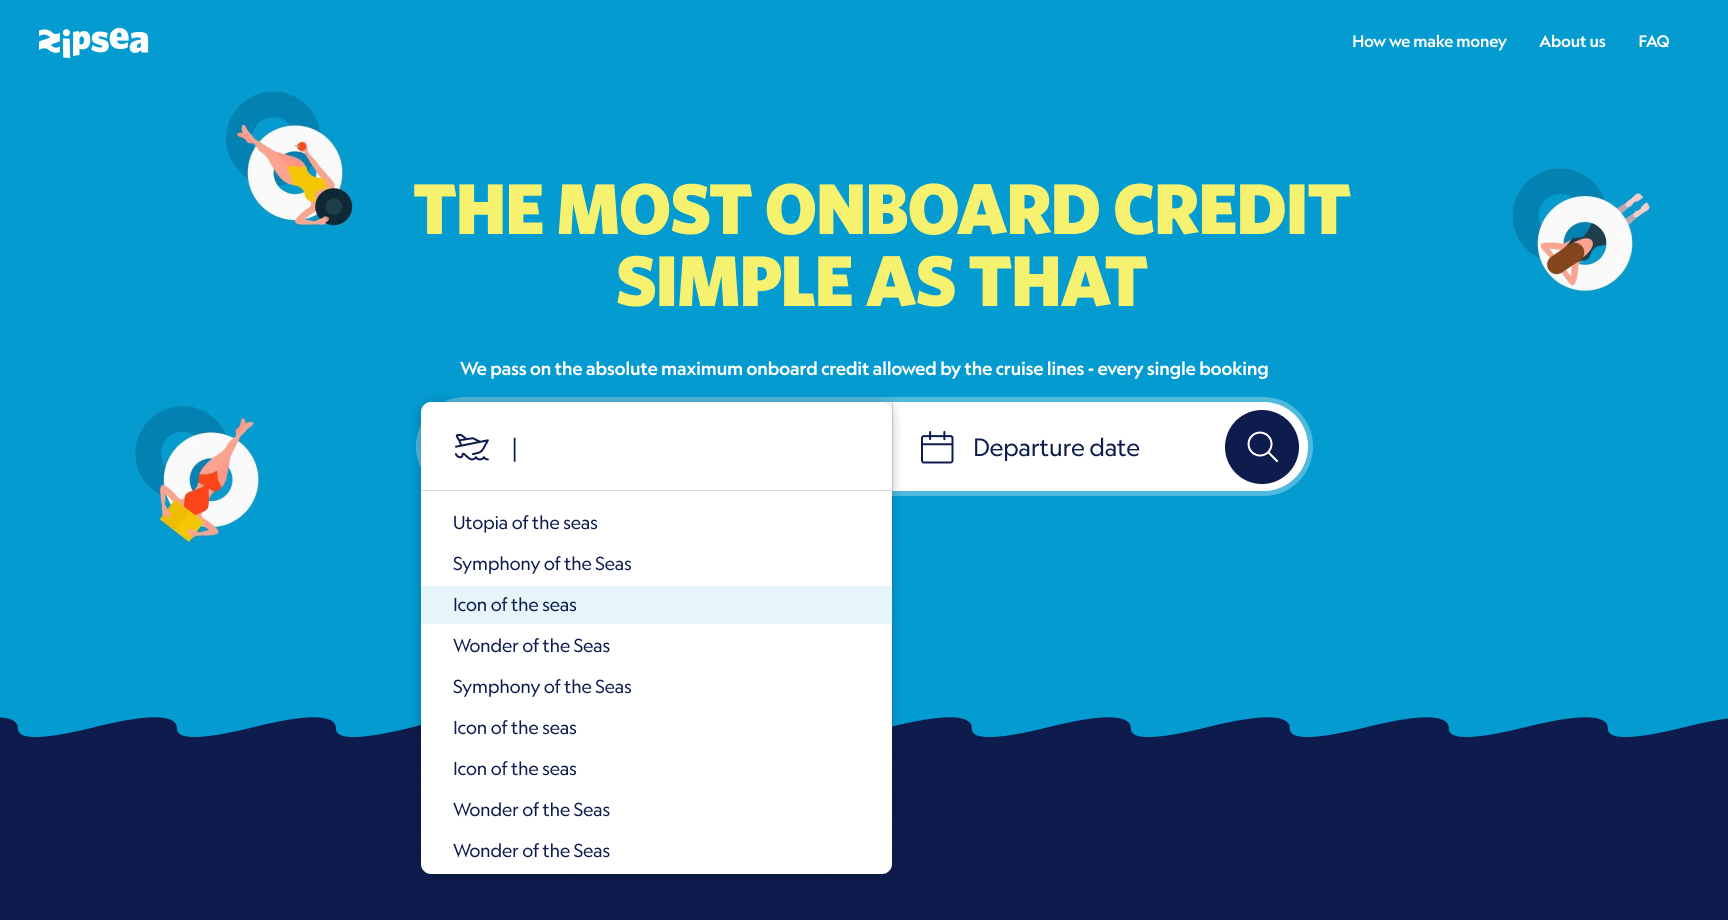 zipsea
How we make money
About us
FAQ
THE MOST ONBOARD CREDIT
SIMPLE AS THAT
We pass on the absolute maximum onboard credit allowed by the cruise lines - every single booking
Departure date
Utopia of the seas
Symphony of the Seas
Icon of the seas
Wonder of the Seas
Symphony of the Seas
Icon of the seas
Icon of the seas
Wonder of the Seas
Wonder of the Seas